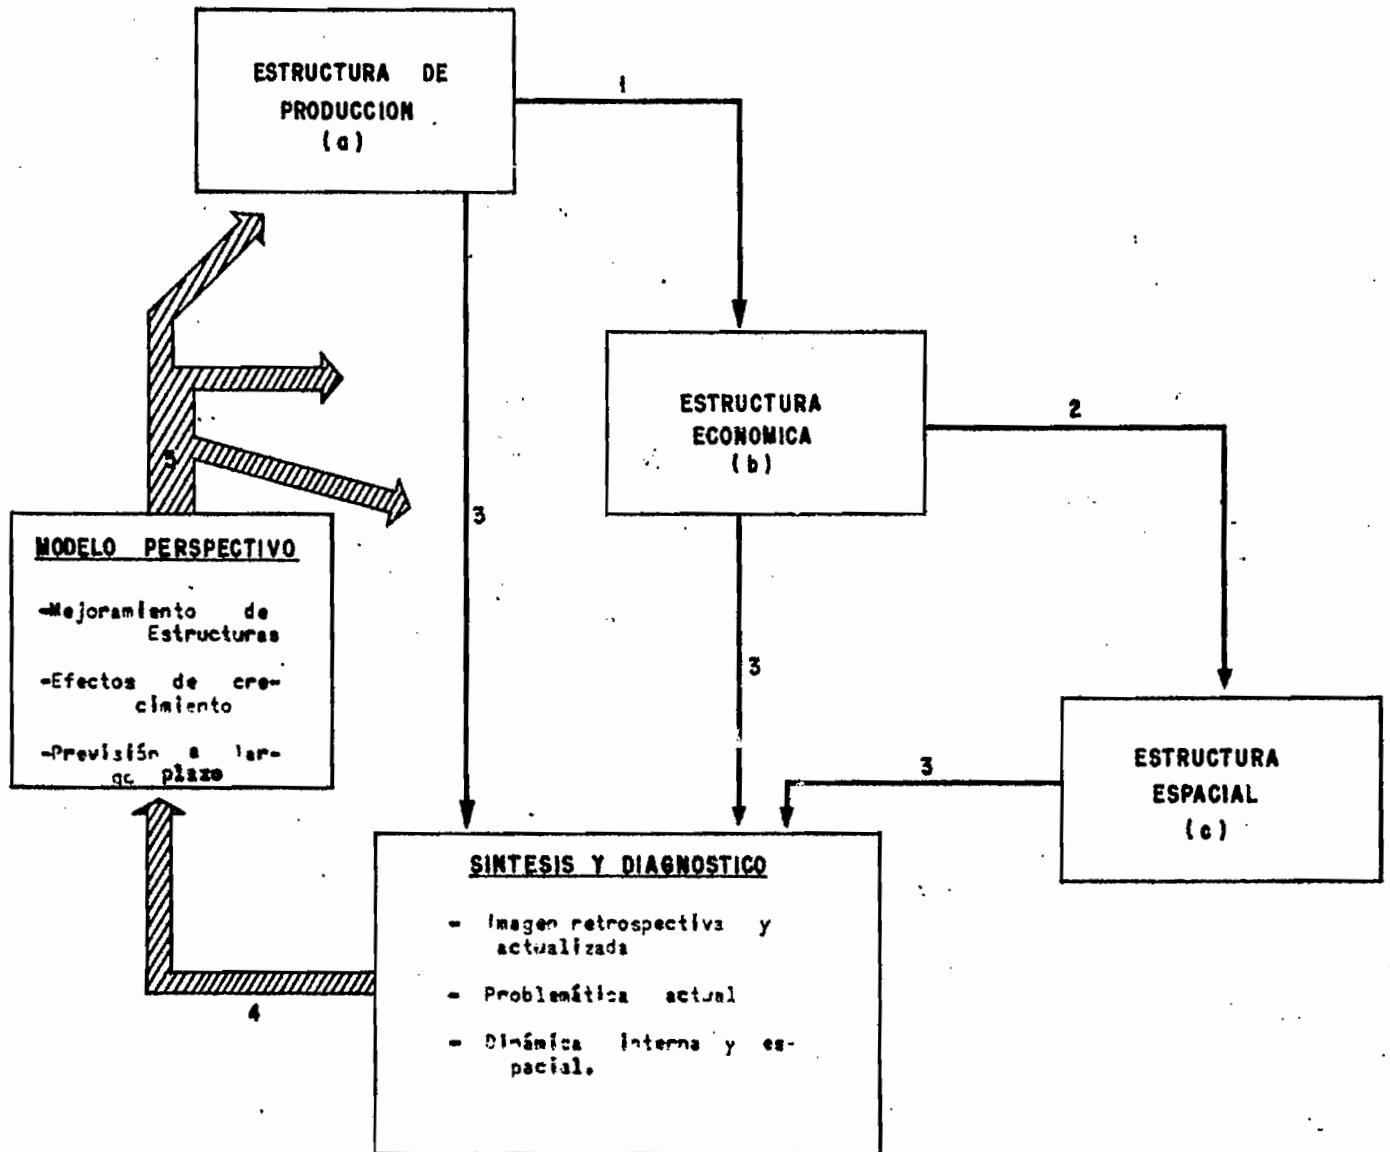 ESTRUCTURA DE
PRODUCCION
(a)
1
ESTRUCTURA
ECONOMICA
(b)
2
3
5
MODELO PERSPECTIVO
-Mejoramiento de
Estructuras
-Efectos de cre-
cimiento
-Previsión a lar-
go plazo
3
ESTRUCTURA
ESPACIAL
(c)
3
SINTESIS Y DIAGNOSTICO
- Imagen retrospectiva y
actualizada
- Problemática actual
- Dinámica interna y es-
pacial.
4